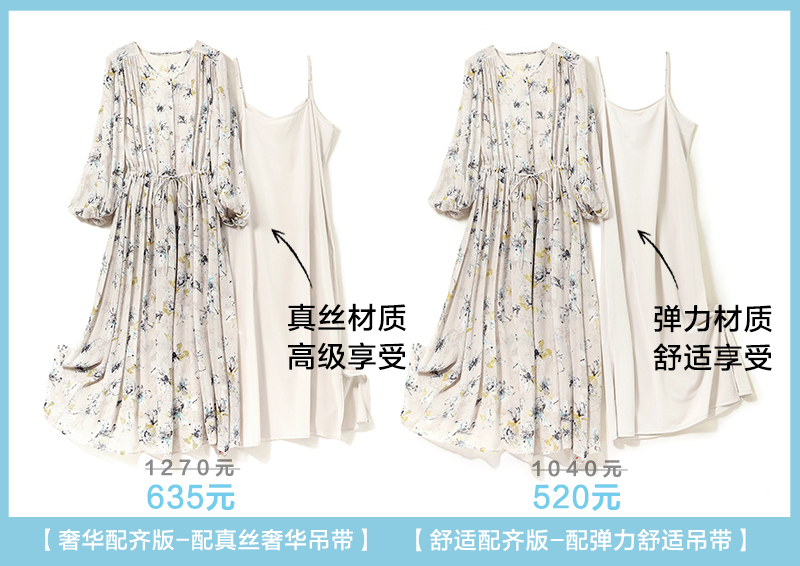 真丝材质
高级享受
1270元
635元
【奢华配齐版-配真丝奢华吊带】
弹力材质
舒适享受
1040元
520元
【舒适配齐版-配弹力舒适吊带】